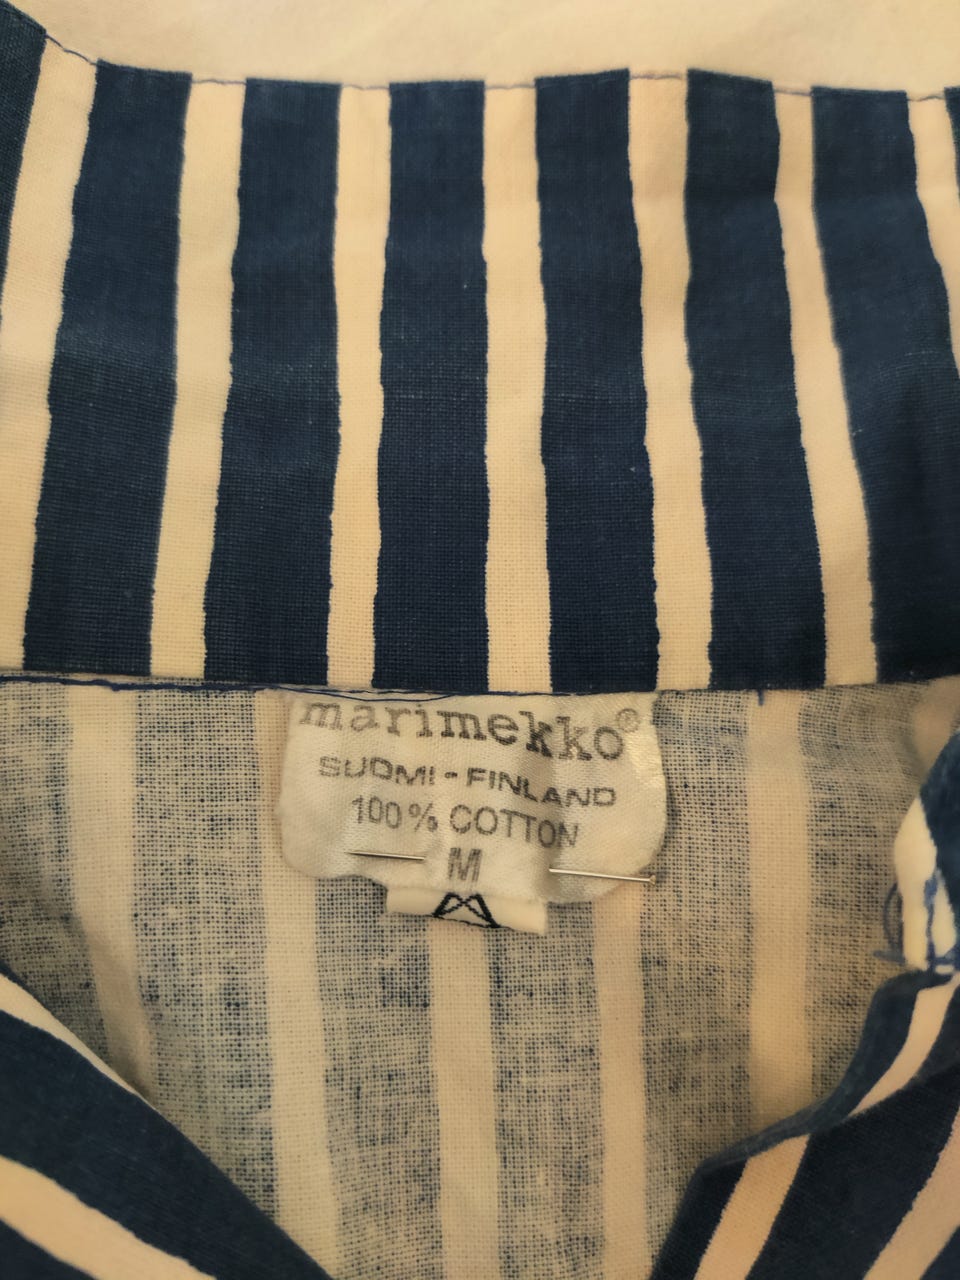 marimekko®
SUOMI - FINLAND
100% COTTON
M